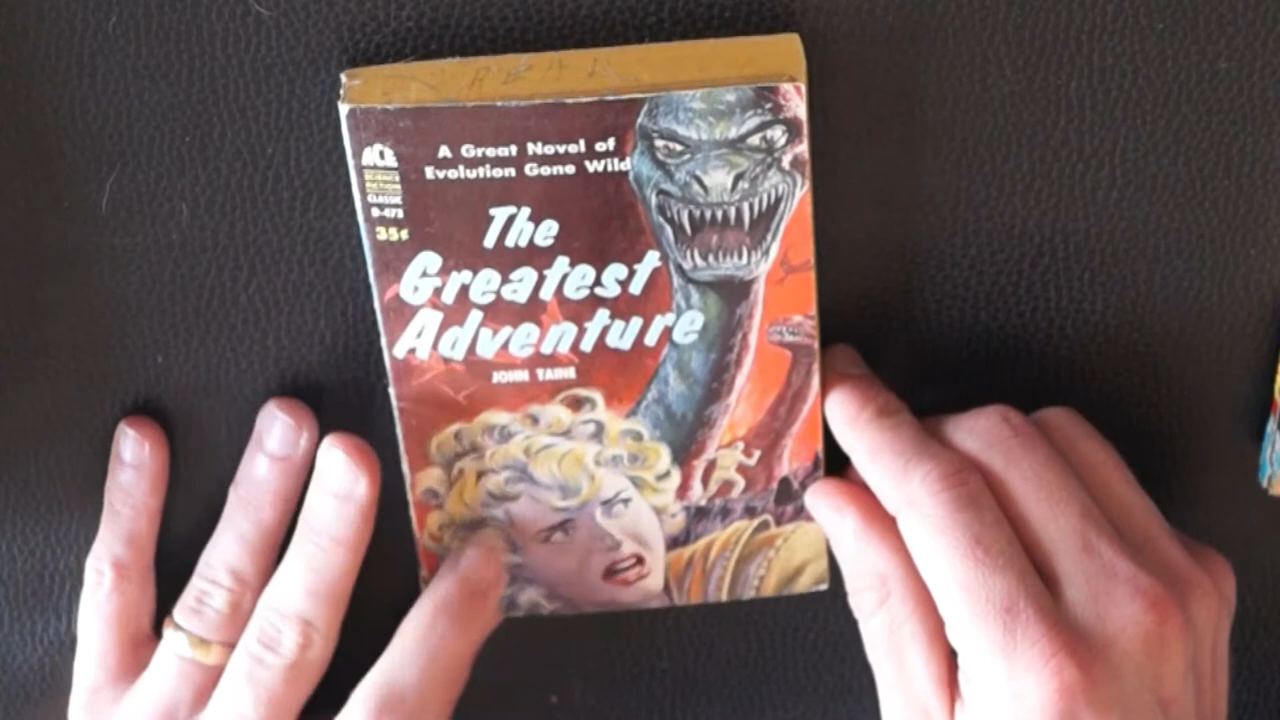 A Great Novel of
Evolution Gone Wild
ACE
SCIENCE
FICTION
CLASSIC
D-473
35¢
The
Greatest
Adventure
JOHN TAINE